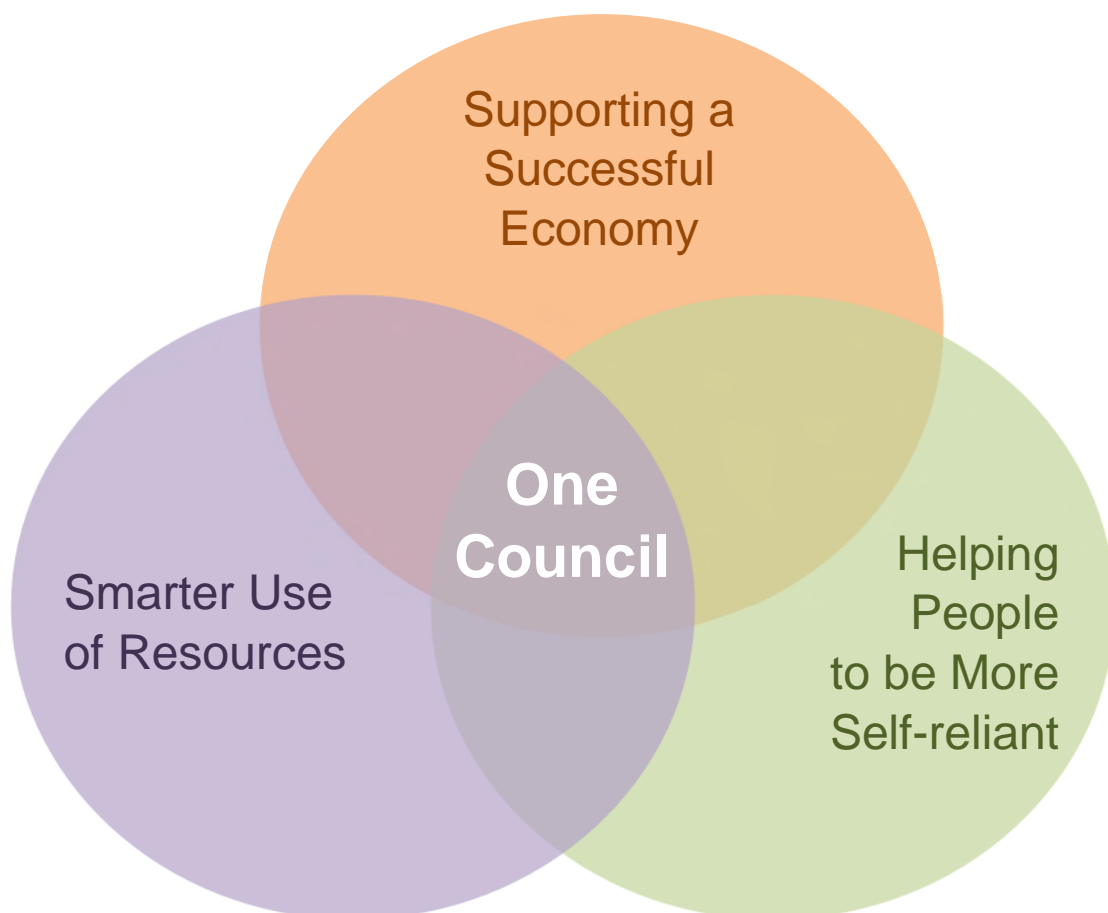 Supporting a
Successful
Economy
One
Council
Smarter Use
of Resources
Helping
People
to be More
Self-reliant